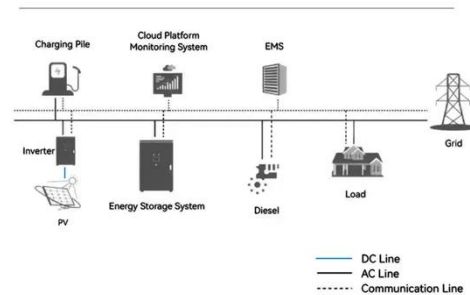 Charging Pile
Cloud Platform
Monitoring System
EMS
Grid
Inverter
PV
Energy Storage System
Diesel
Load
DC Line
AC Line
Communication Line